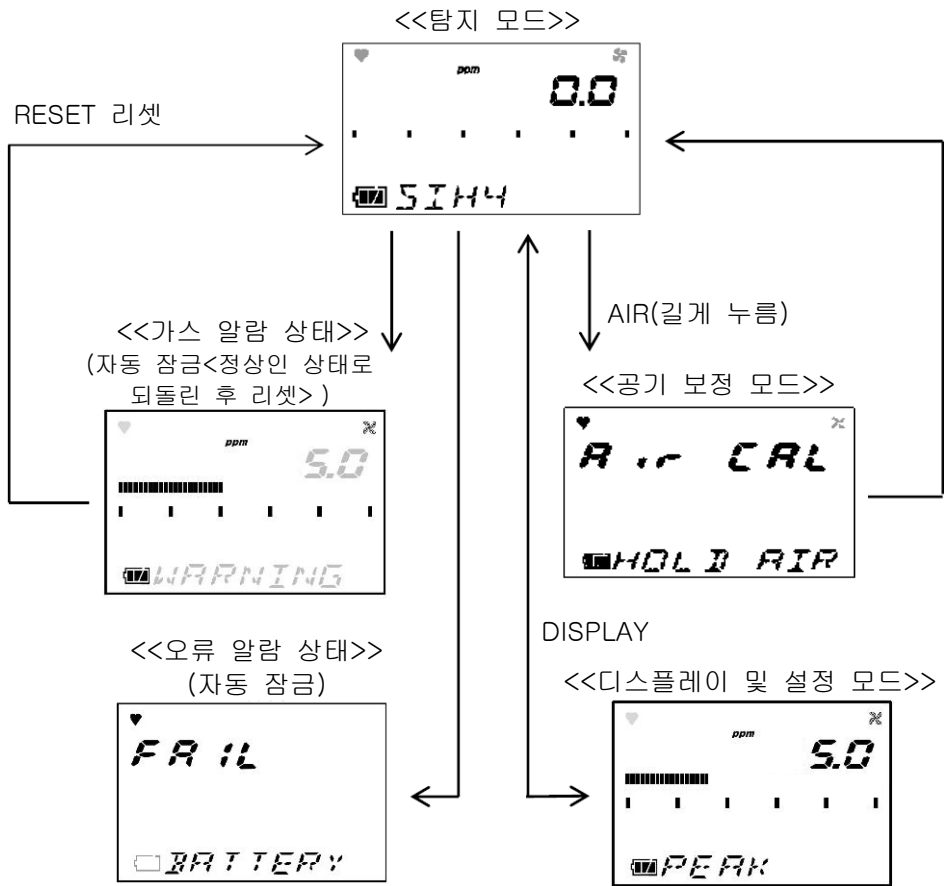 <<탐지 모드>>
ppm
0.0
SIH4
RESET 리셋
<<가스 알람 상태>>
(자동 잠금<정상인 상태로
되돌린 후 리셋> )
ppm
5.0
WARNING
AIR(길게 누름)
<<공기 보정 모드>>
Air CAL
HOLD AIR
<<오류 알람 상태>>
(자동 잠금)
FAIL
BATTERY
DISPLAY
<<디스플레이 및 설정 모드>>
ppm
5.0
PEAK